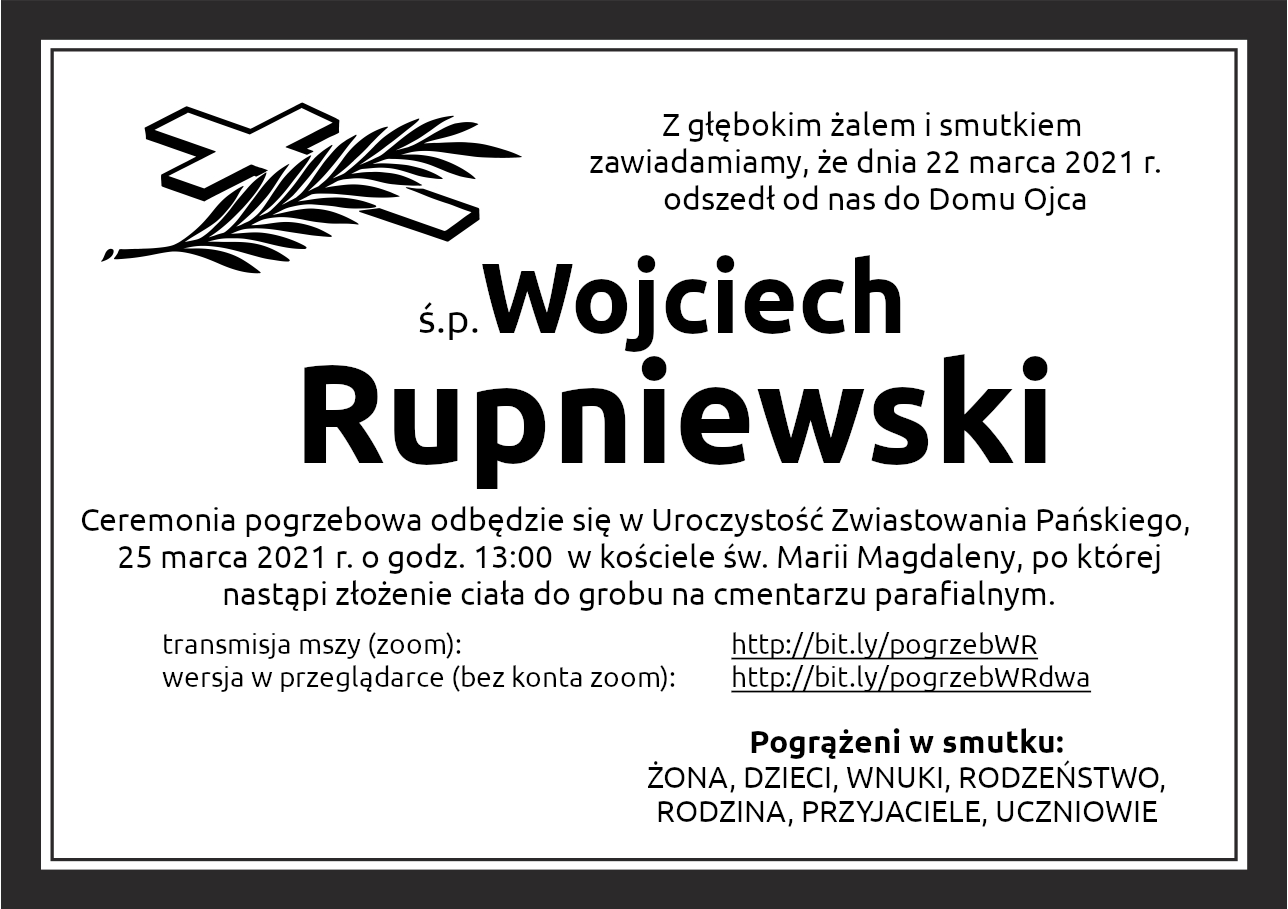 Z głębokim żalem i smutkiem
zawiadamiamy, że dnia 22 marca 2021 r.
odszedł od nas do Domu Ojca
ś.p. Wojciech
Rupniewski
Ceremonia pogrzebowa odbędzie się w Uroczystość Zwiastowania Pańskiego,
25 marca 2021 r. o godz. 13:00  w kościele św. Marii Magdaleny, po której
nastąpi złożenie ciała do grobu na cmentarzu parafialnym.
transmisja mszy (zoom): http://bit.ly/pogrzebWR
wersja w przeglądarce (bez konta zoom): http://bit.ly/pogrzebWRdwa
Pogrążeni w smutku:
ŻONA, DZIECI, WNUKI, RODZEŃSTWO,
RODZINA, PRZYJACIELE, UCZNIOWIE